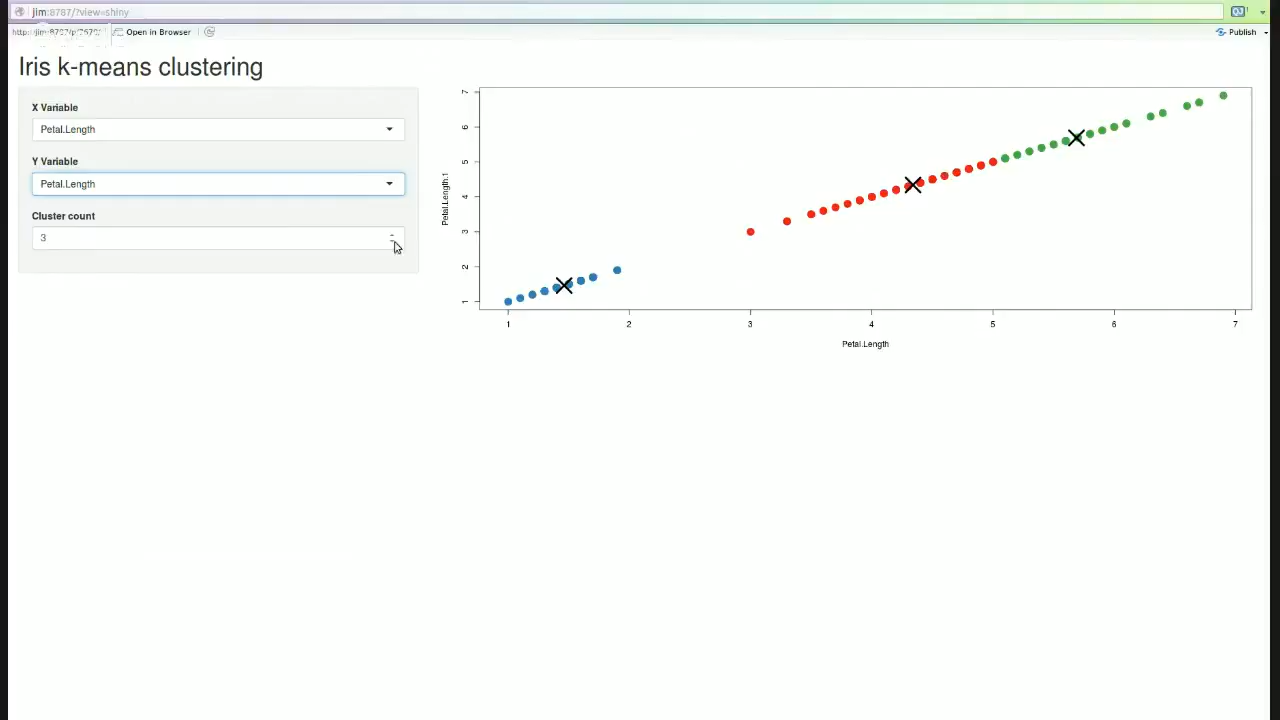 jim:8787/?view=shiny
Open in Browser
Publish
Iris k-means clustering
X Variable
Petal.Length
Y Variable
Petal.Length
Cluster count
3
Petal.Length.1
7
6
5
4
3
2
1
1 2 3 4 5 6 7
Petal.Length